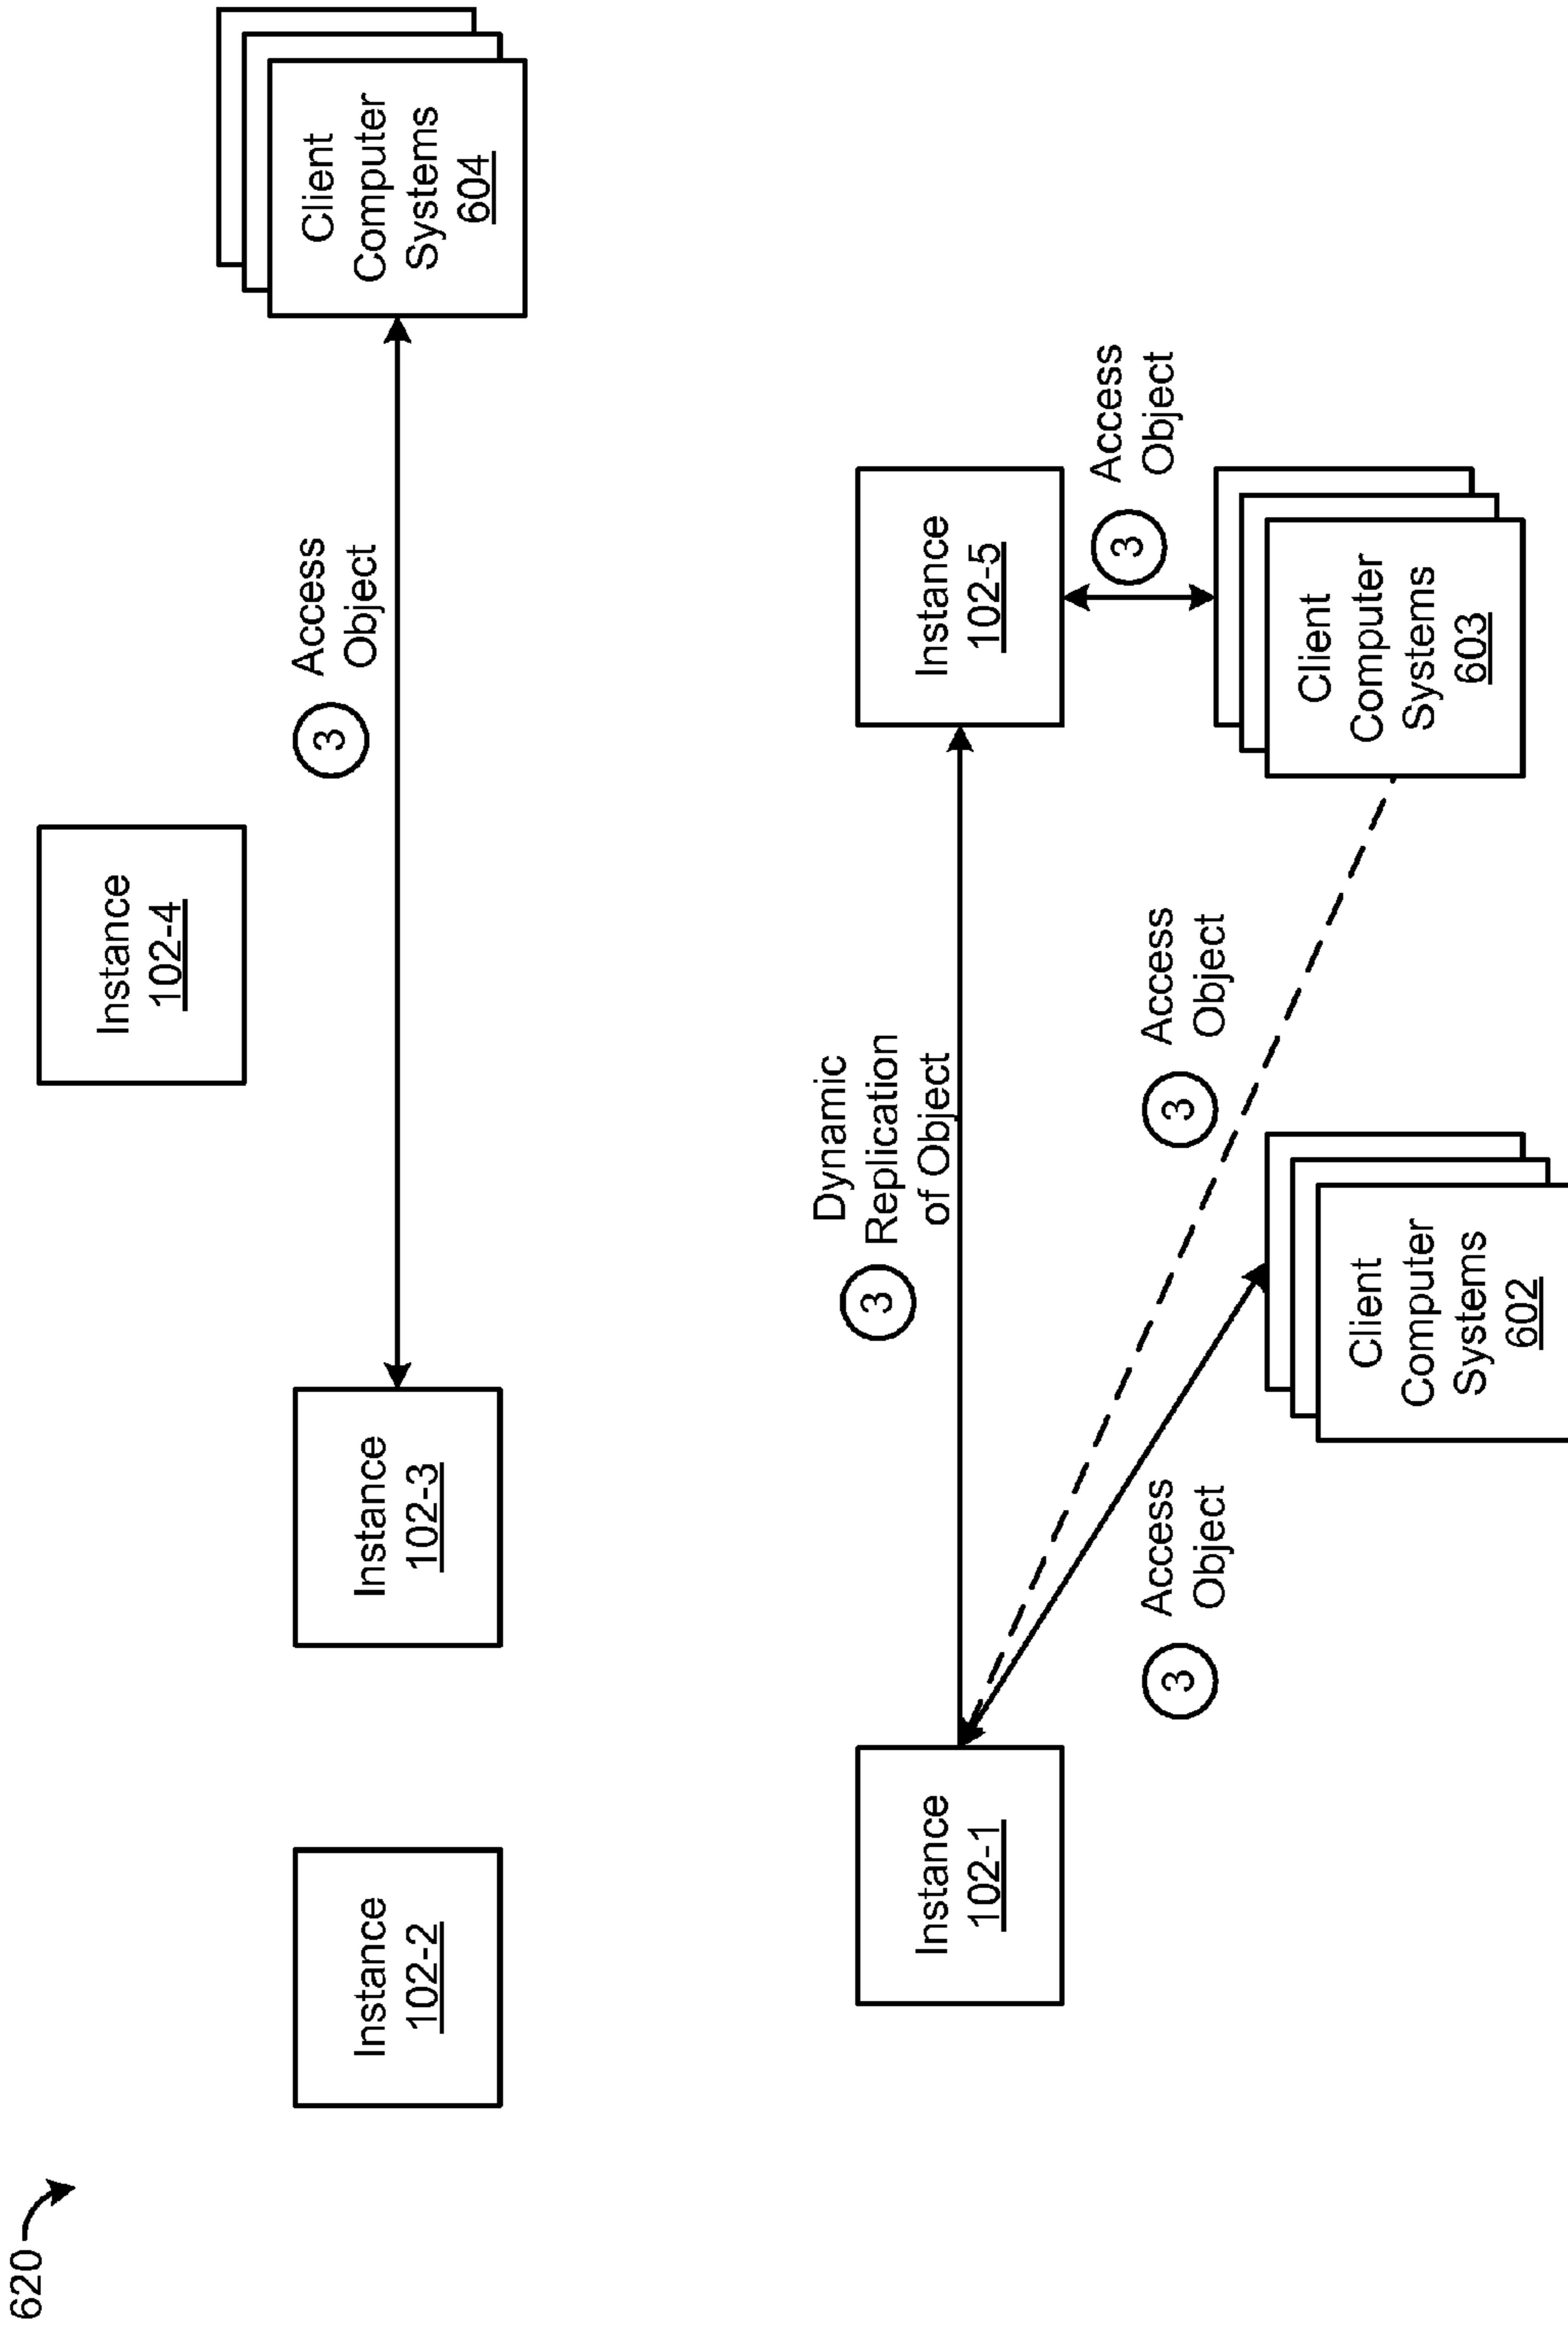 620
Instance
102-4
Client
Computer
Systems
604
3
Access
Object
Instance
102-2
Instance
102-3
3
Dynamic
Replication
of Object
Instance
102-1
Instance
102-5
3
Access
Object
3
Access
Object
3
Access
Object
Client
Computer
Systems
603
Client
Computer
Systems
602